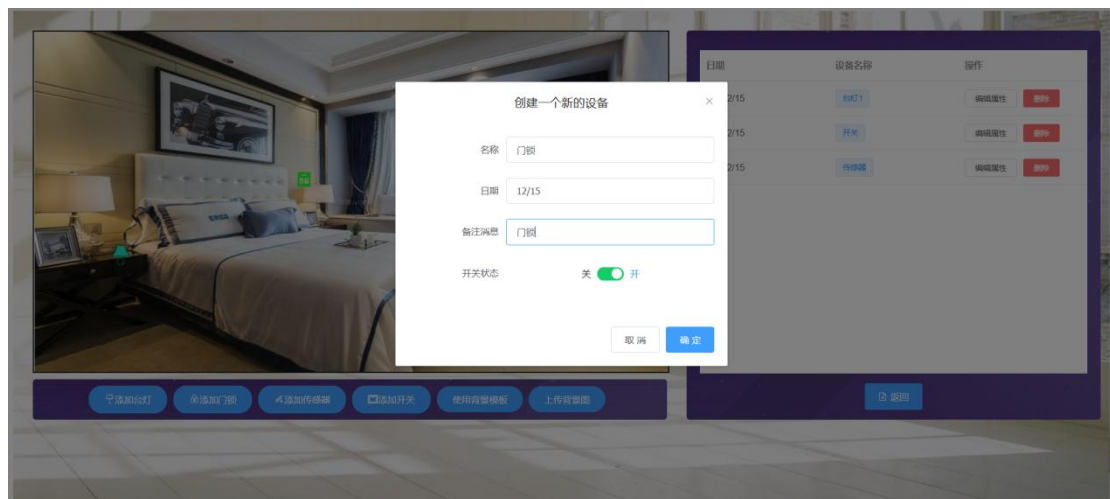 日期 设备名称 操作
2/15 台灯1 编辑属性 删除
2/15 开关 编辑属性 删除
2/15 传感器 编辑属性 删除
创建一个新的设备 ×
名称 门锁
日期 12/15
备注消息 门锁
开关状态 关 开
取消 确定
添加台灯 添加门锁 添加传感器 添加开关 使用背景模板 上传背景图
返回